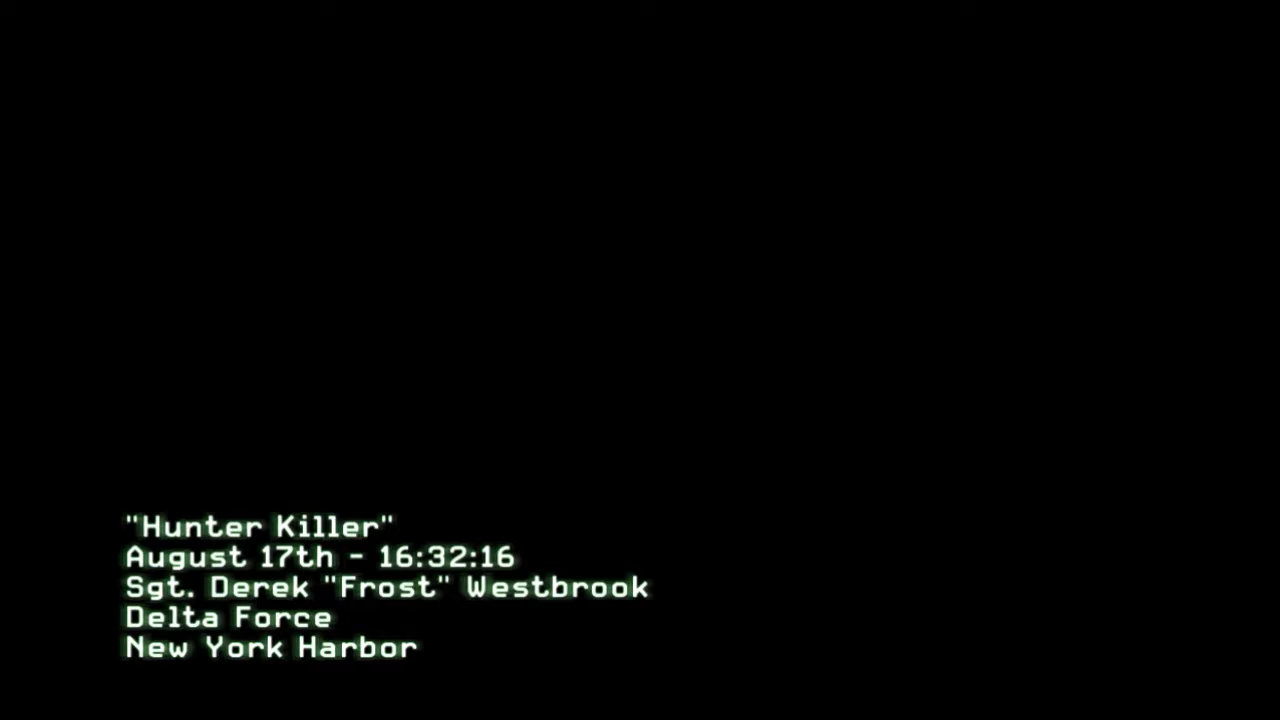 "Hunter Killer"
August 17th - 16:32:16
Sgt. Derek "Frost" Westbrook
Delta Force
New York Harbor